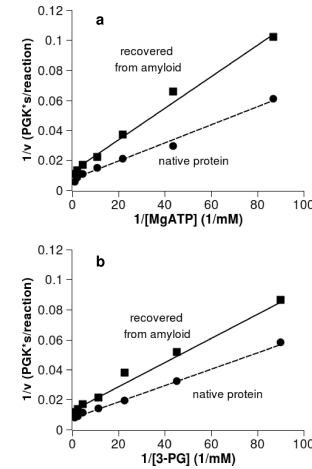 a
0.12
0.1
0.08
0.06
0.04
0.02
0
1/v (PGK*s/reaction)
recovered
from amyloid
native protein
0 20 40 60 80 100
1/[MgATP] (1/mM)
b
0.12
0.1
0.08
0.06
0.04
0.02
0
1/v (PGK*s/reaction)
recovered
from amyloid
native protein
0 20 40 60 80 100
1/[3-PG] (1/mM)